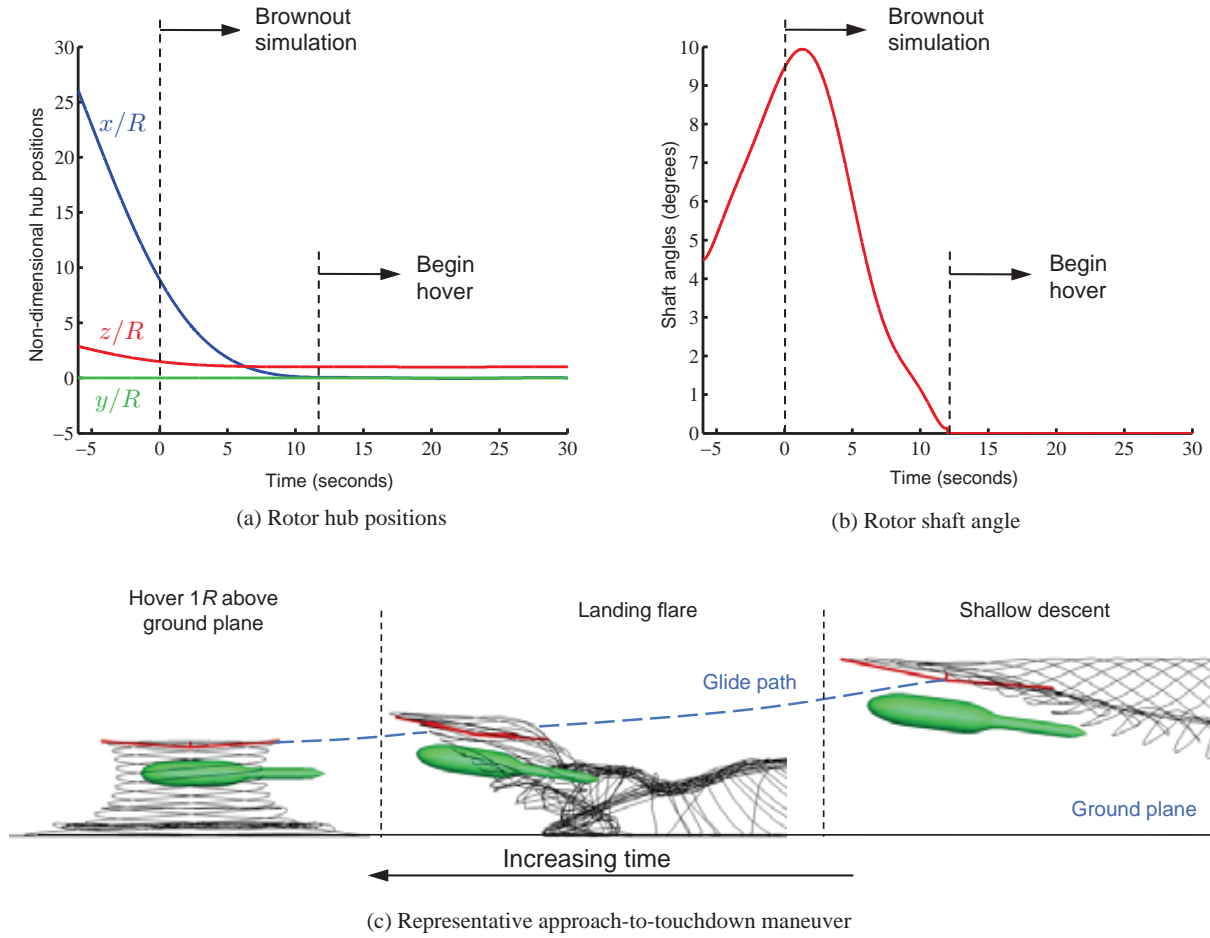 Brownout
simulation
30
25
20
15
10
5
0
−5
Non-dimensional hub positions
x/R
z/R
y/R
Begin
hover
−5 0 5 10 15 20 25 30
Time (seconds)
(a) Rotor hub positions
Brownout
simulation
10
9
8
7
6
5
4
3
2
1
0
Shaft angles (degrees)
Begin
hover
−5 0 5 10 15 20 25 30
Time (seconds)
(b) Rotor shaft angle
Hover 1R above
ground plane
Landing flare
Shallow descent
Glide path
Ground plane
Increasing time
(c) Representative approach-to-touchdown maneuver